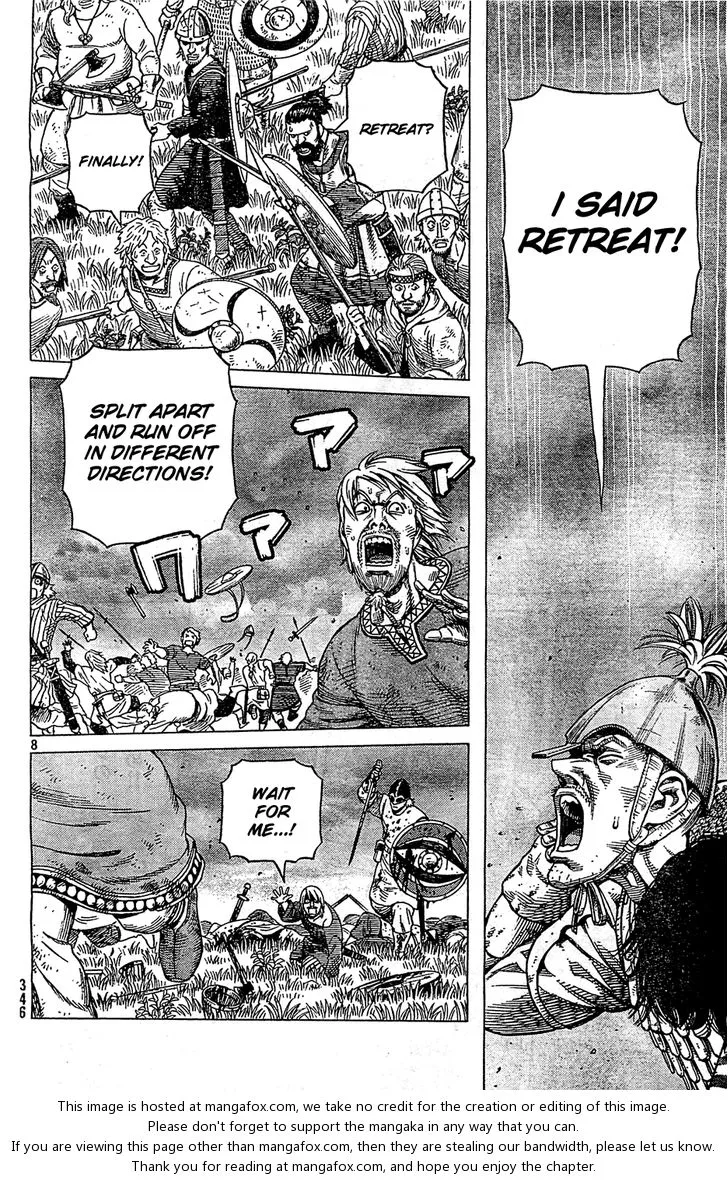 I SAID
RETREAT!
RETREAT?
FINALLY!
SPLIT APART
AND RUN OFF
IN DIFFERENT
DIRECTIONS!
ワァァァ
8
WAIT
FOR
ME...!
346
This image is hosted at mangafox.com, we take no credit for the creation or editing of this image.
Please don't forget to support the mangaka in any way that you can.
If you are viewing this page other than mangafox.com, then they are stealing our bandwidth, please let us know.
Thank you for reading at mangafox.com, and hope you enjoy the chapter.